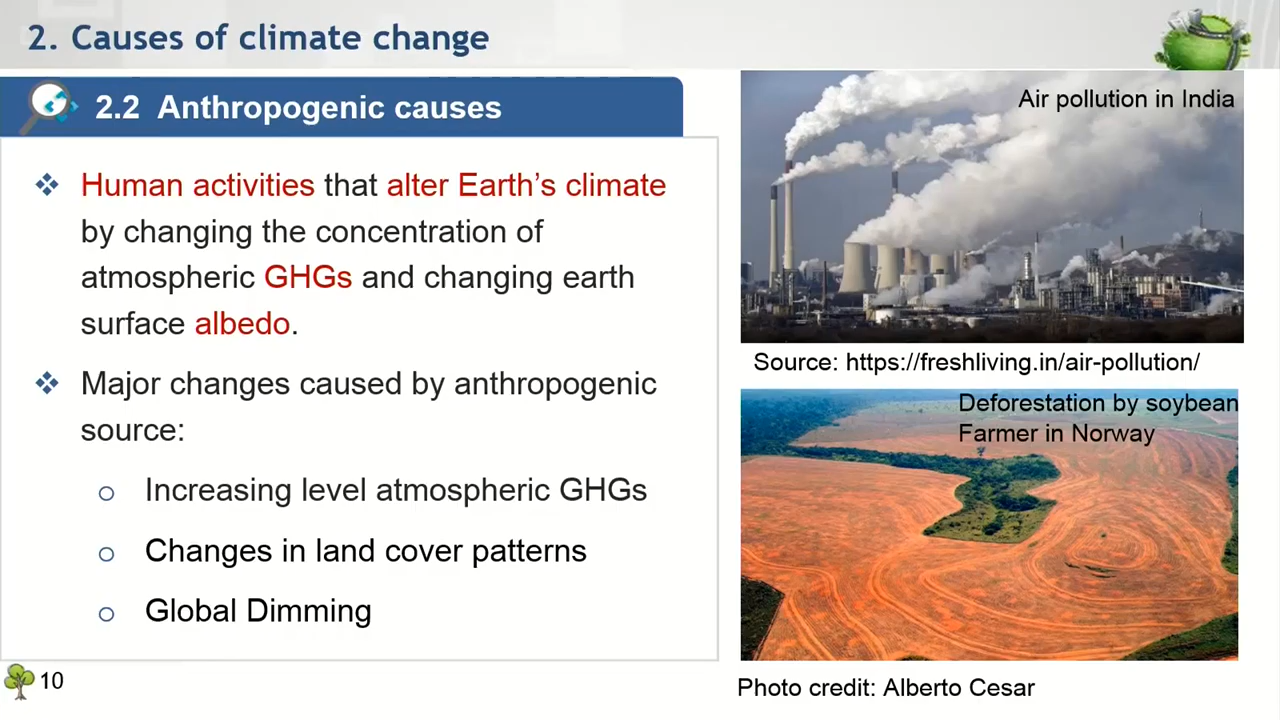 2. Causes of climate change
2.2 Anthropogenic causes
Human activities that alter Earth's climate
by changing the concentration of
atmospheric GHGs and changing earth
surface albedo.
Major changes caused by anthropogenic
source:
Increasing level atmospheric GHGs
Changes in land cover patterns
Global Dimming
10
Air pollution in India
Source: https://freshliving.in/air-pollution/
Deforestation by soybean
Farmer in Norway
Photo credit: Alberto Cesar